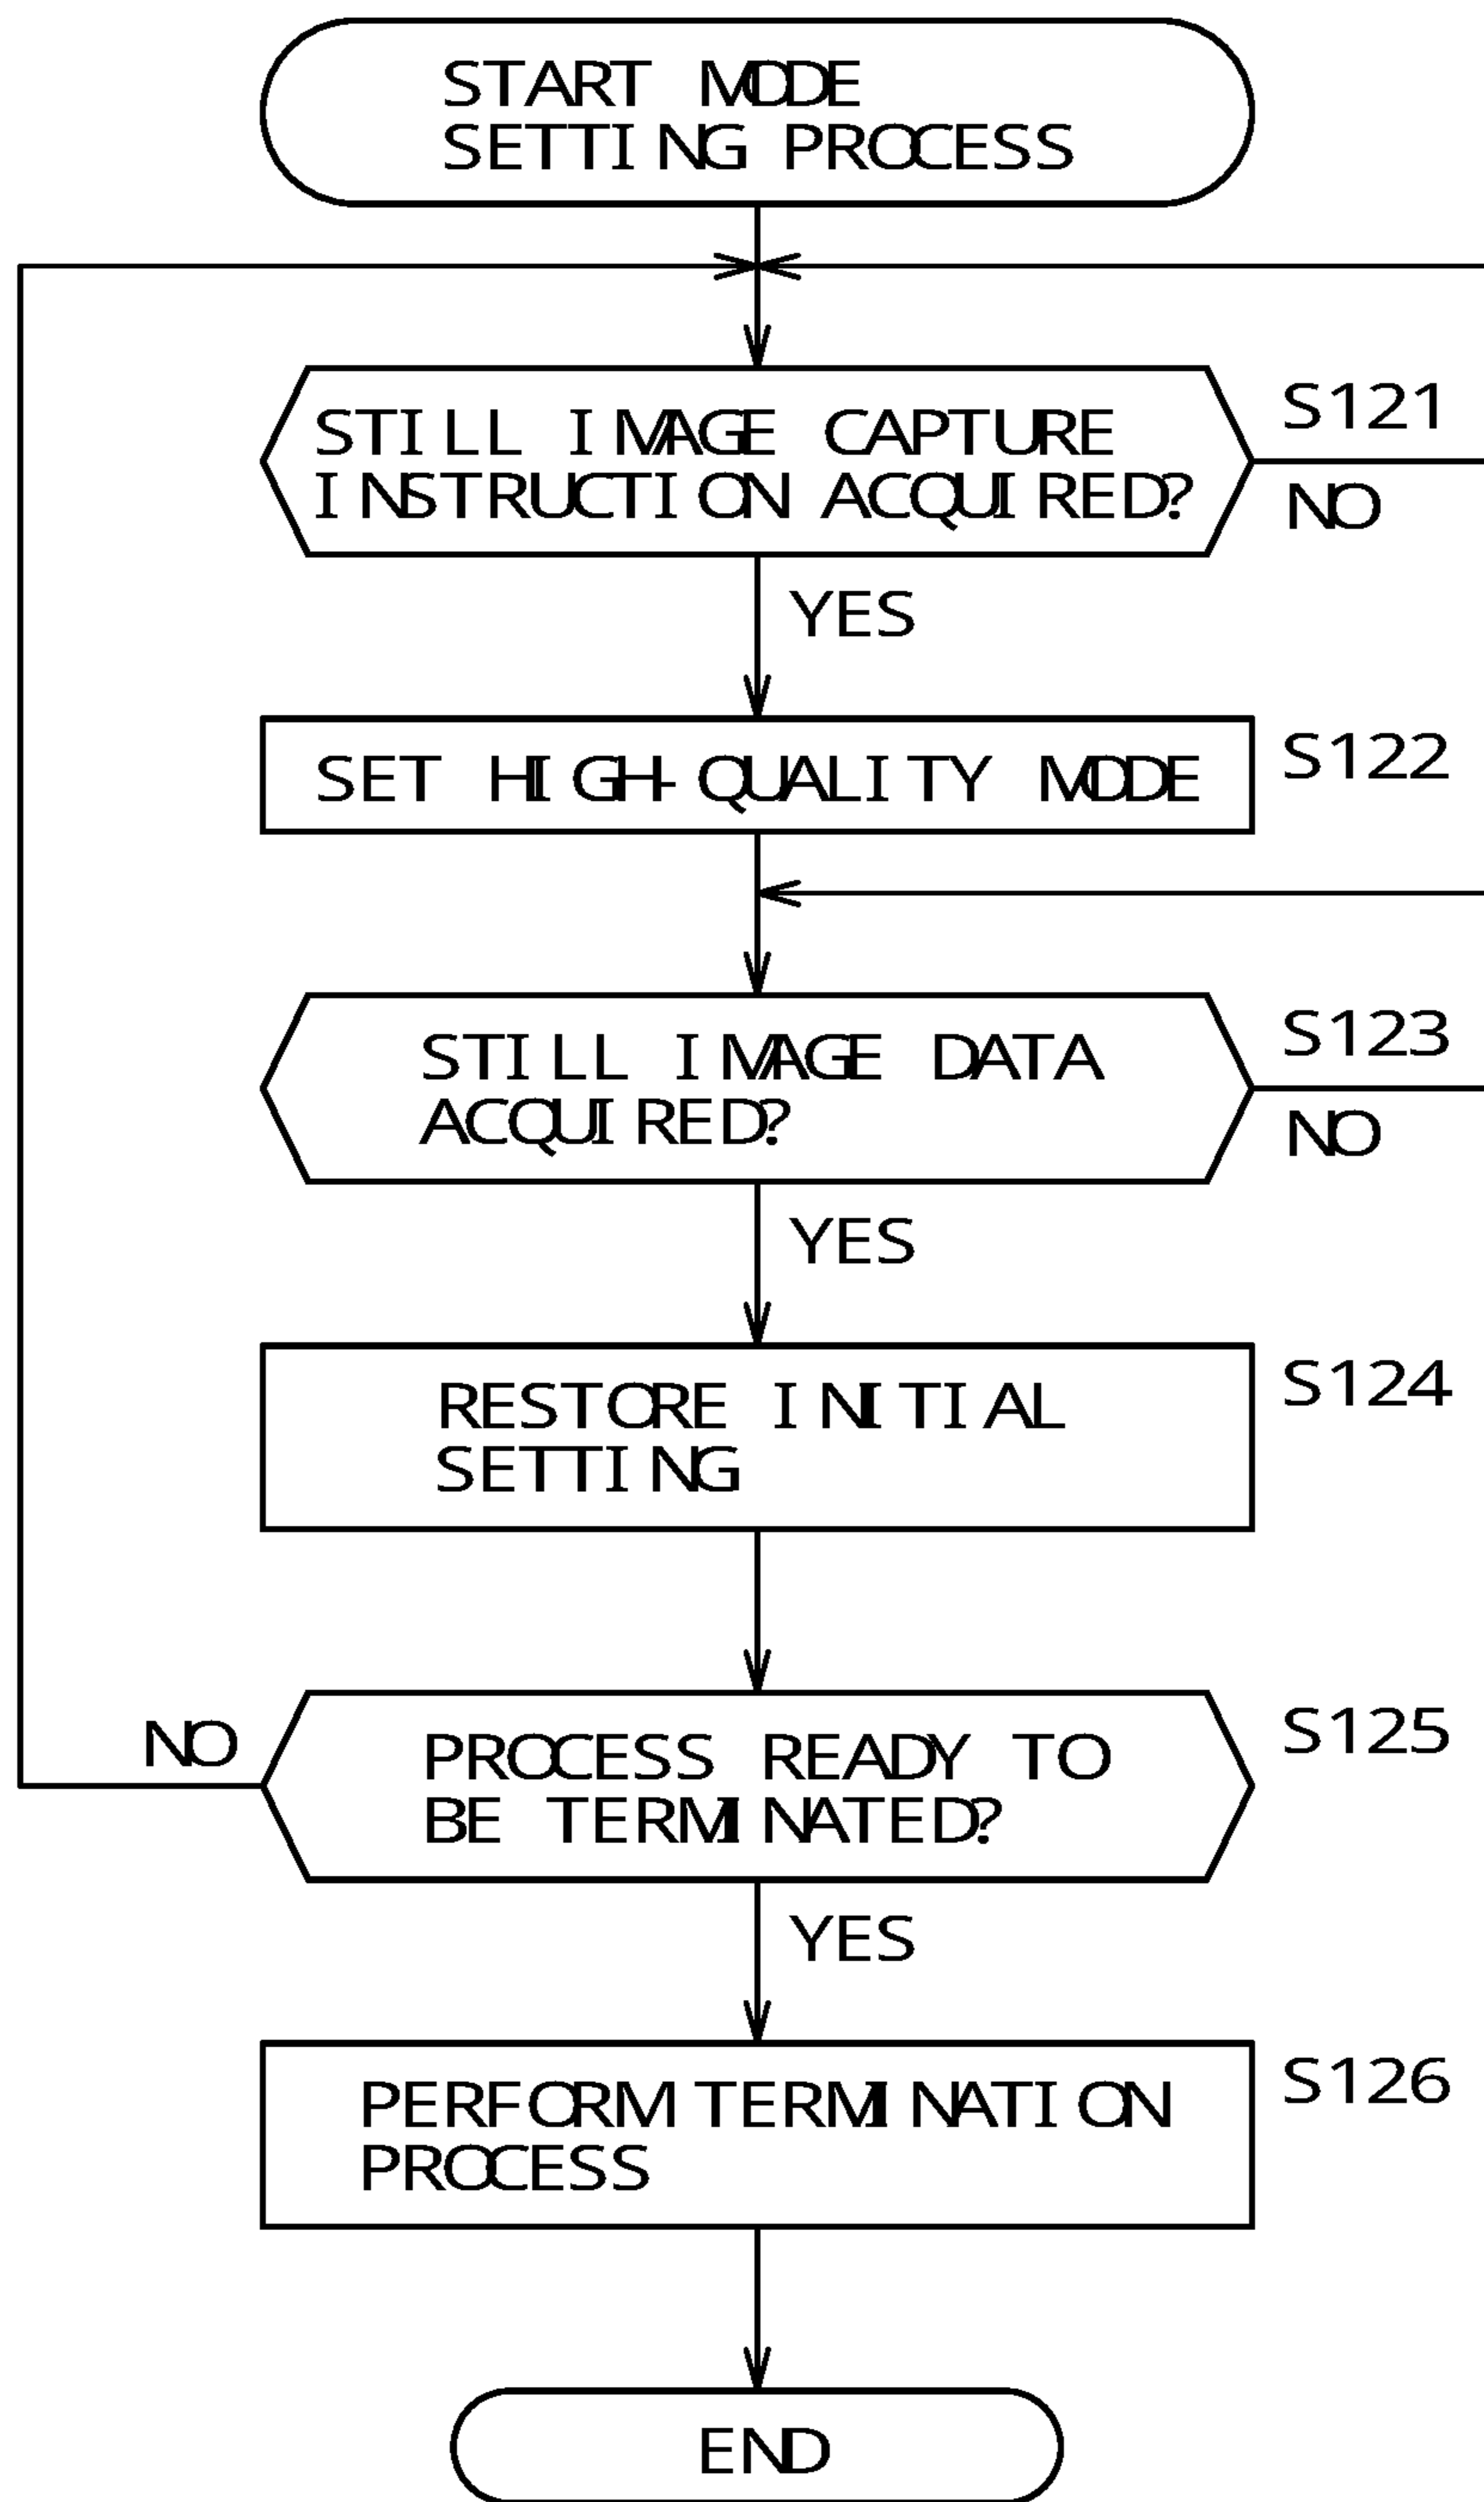 START MODE
SETTING PROCESS
STILL IMAGE CAPTURE
INSTRUCTION ACQUIRED?
S121
NO
YES
SET HIGH-QUALITY MODE
S122
STILL IMAGE DATA
ACQUIRED?
S123
NO
YES
RESTORE INITIAL
SETTING
S124
NO
PROCESS READY TO
BE TERMINATED?
S125
YES
PERFORM TERMINATION
PROCESS
S126
END